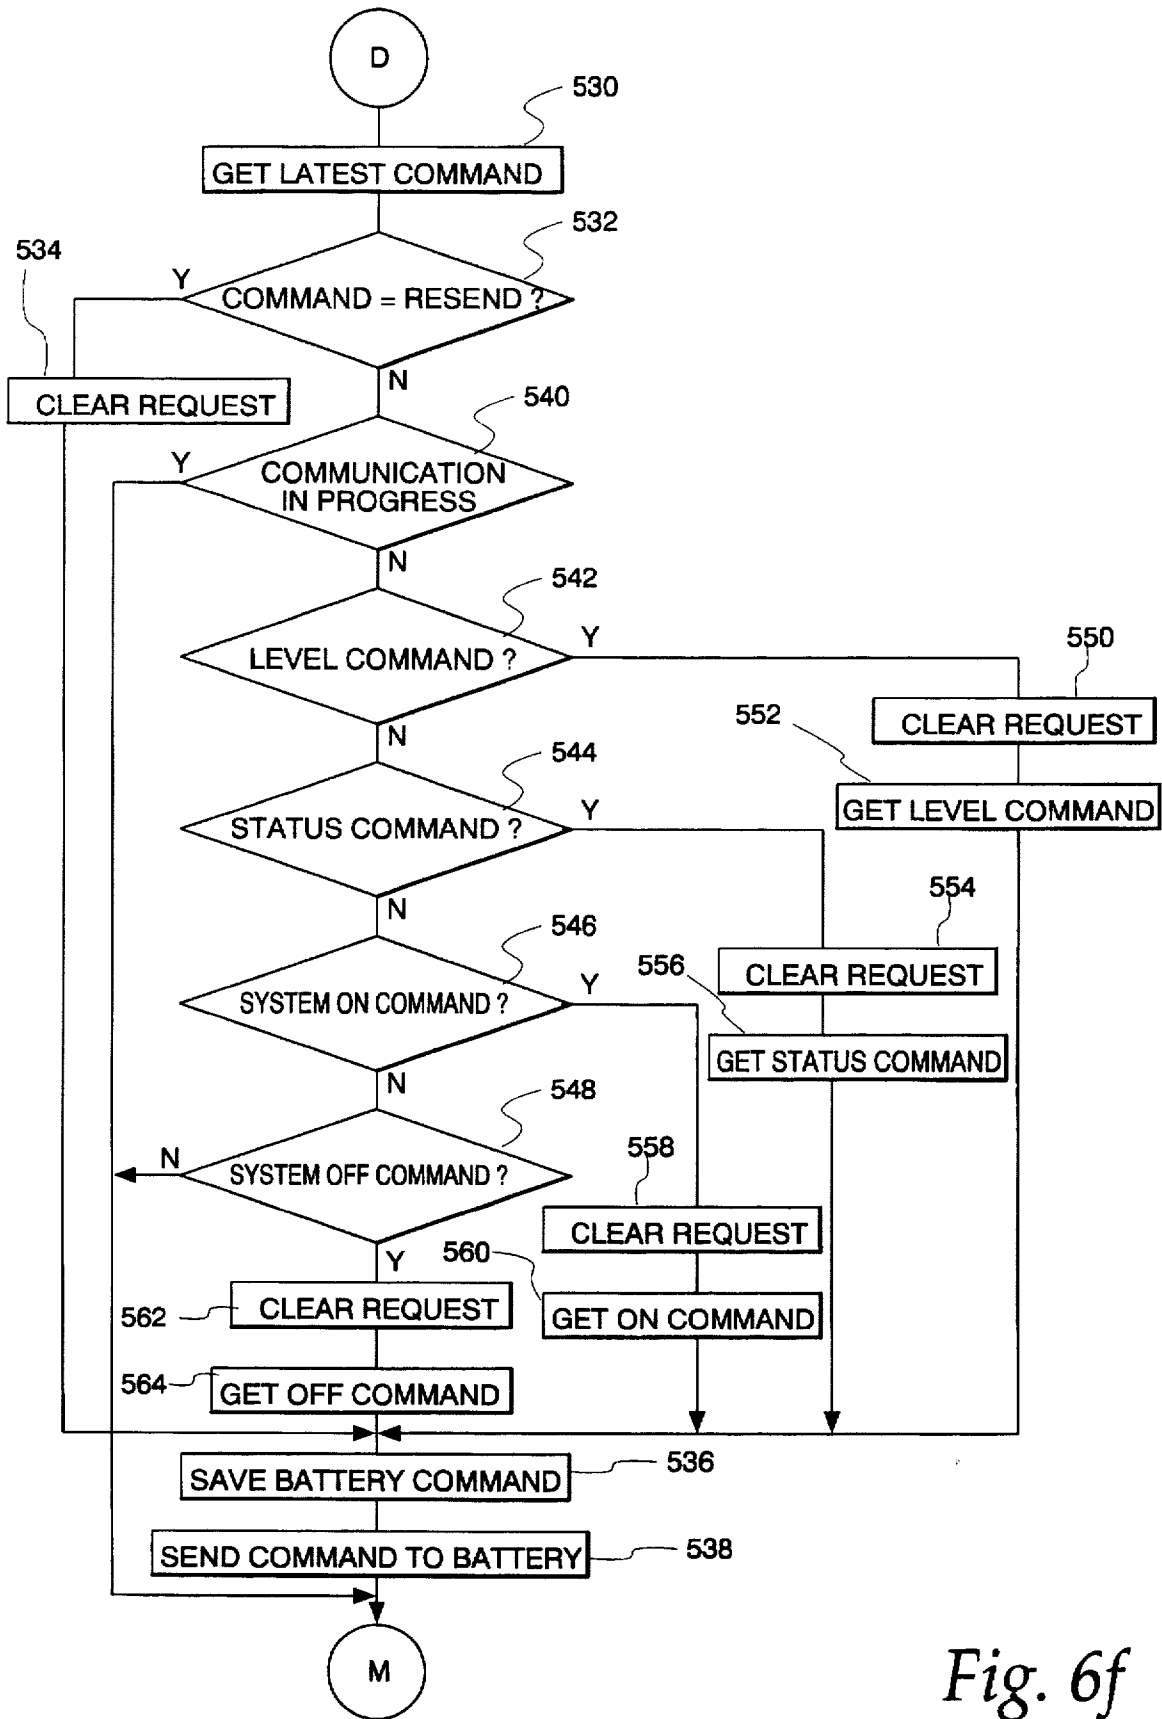 D
530
GET LATEST COMMAND
532
534
Y
COMMAND = RESEND ?
N
CLEAR REQUEST
540
Y
COMMUNICATION
IN PROGRESS
N
542
LEVEL COMMAND ?
Y
550
CLEAR REQUEST
552
N
544
GET LEVEL COMMAND
STATUS COMMAND ?
Y
554
N
546
556
CLEAR REQUEST
SYSTEM ON COMMAND ?
Y
GET STATUS COMMAND
N
548
N
SYSTEM OFF COMMAND ?
558
CLEAR REQUEST
Y
560
562
CLEAR REQUEST
GET ON COMMAND
564
GET OFF COMMAND
536
SAVE BATTERY COMMAND
538
SEND COMMAND TO BATTERY
M
Fig. 6f